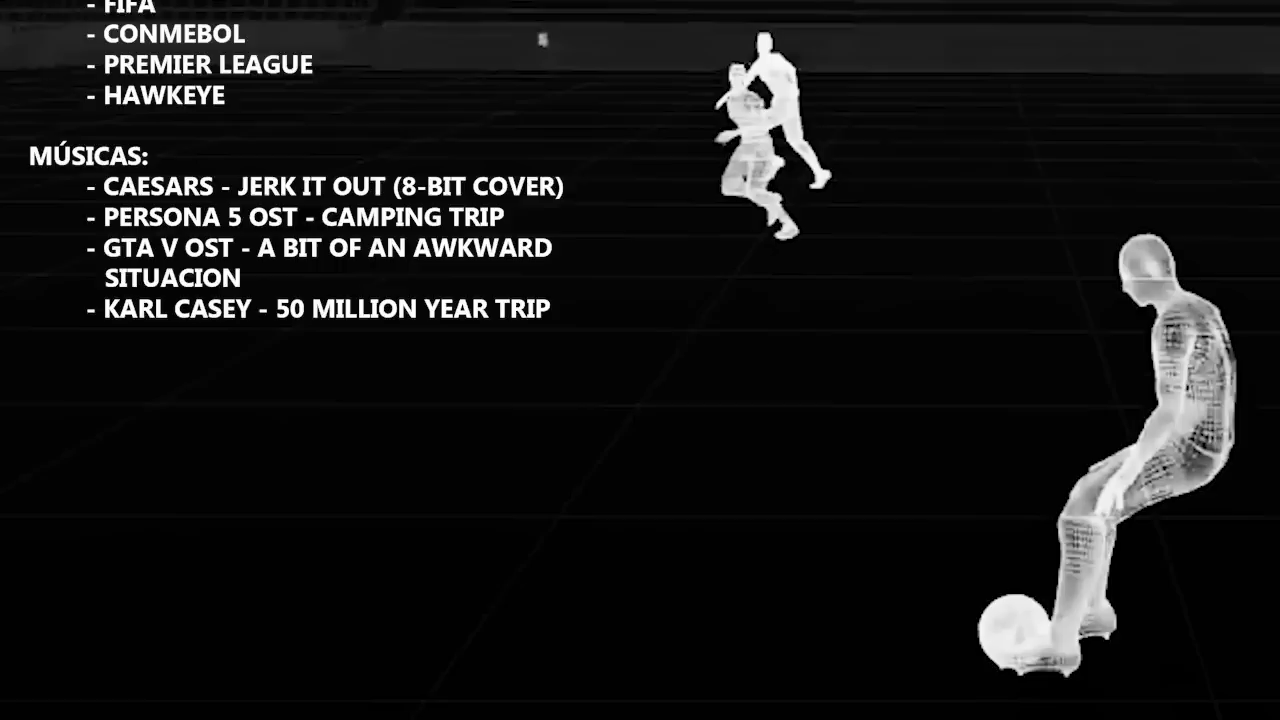 - FIFA
- CONMEBOL
- PREMIER LEAGUE
- HAWKEYE
MÚSICAS:
- CAESARS - JERK IT OUT (8-BIT COVER)
- PERSONA 5 OST - CAMPING TRIP
- GTA V OST - A BIT OF AN AWKWARD
SITUACION
- KARL CASEY - 50 MILLION YEAR TRIP